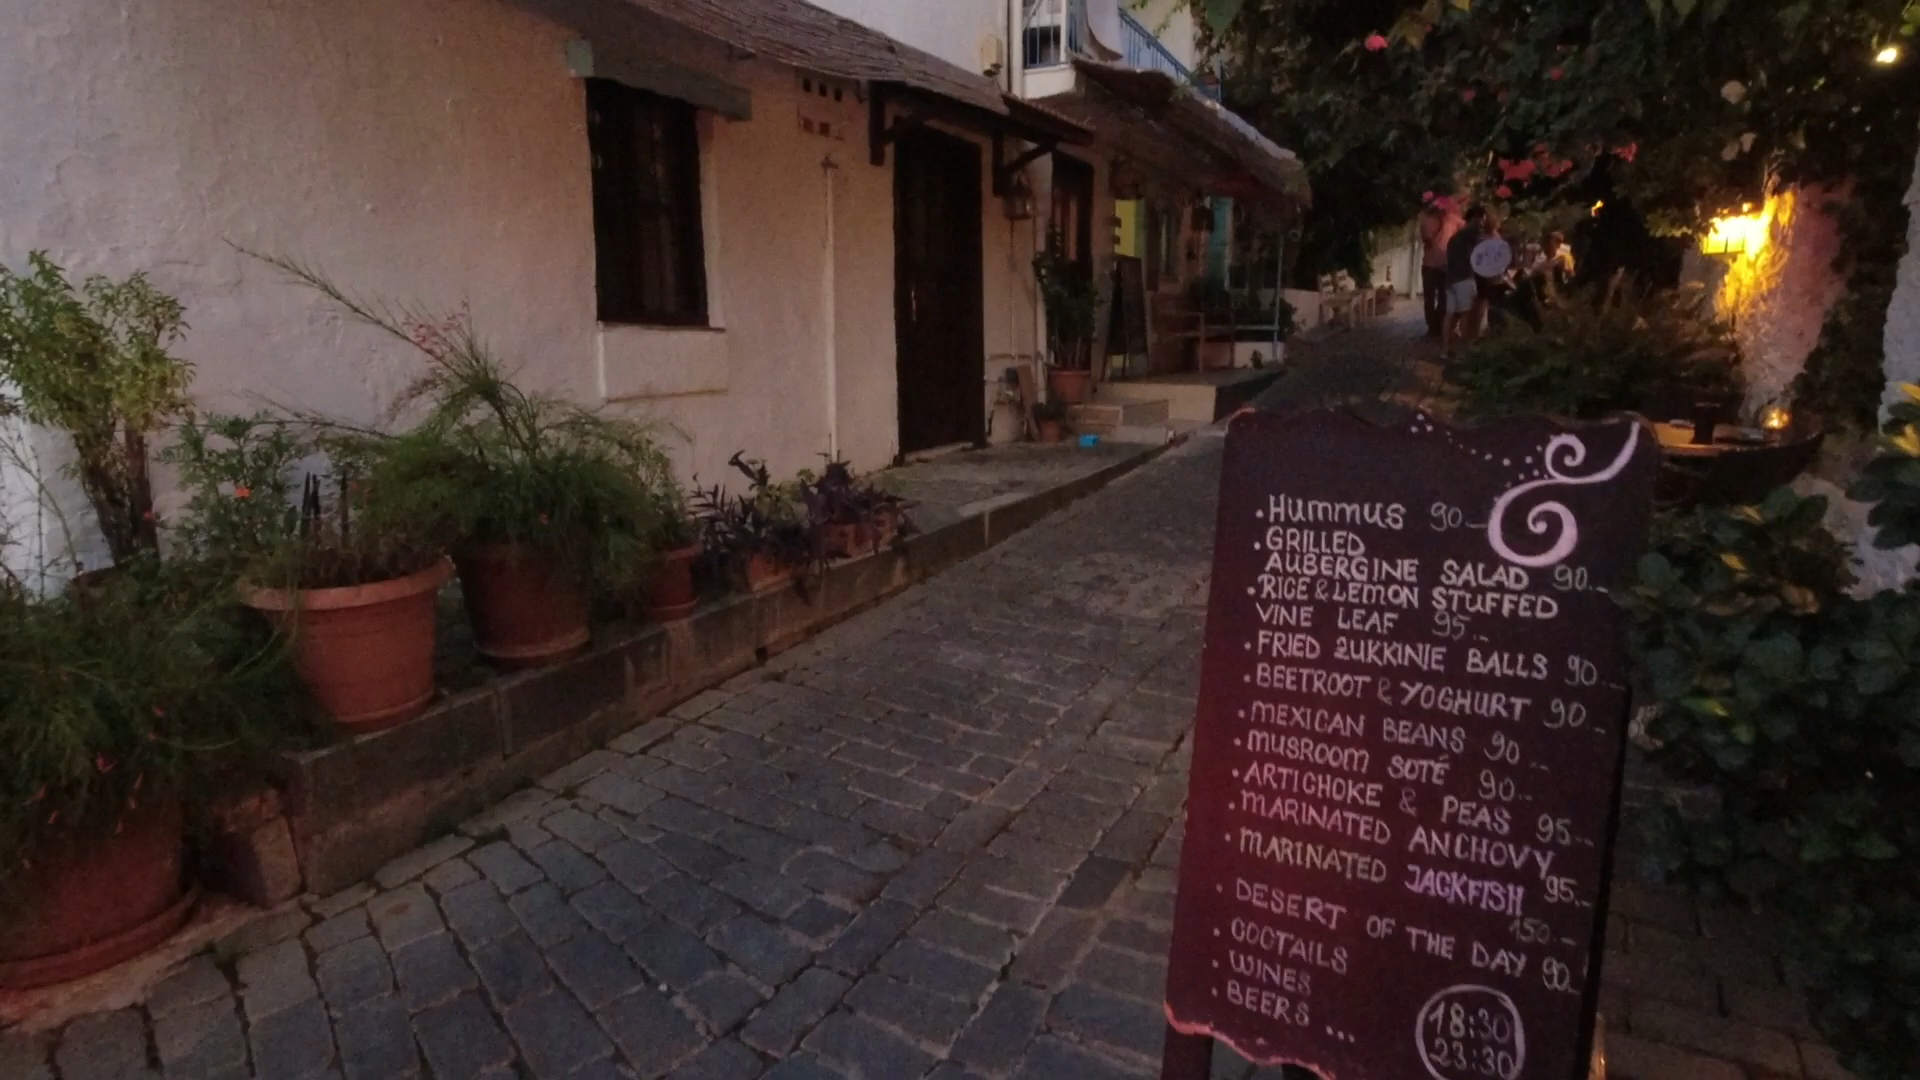 • HUMMUS 90..
• GRILLED
AUBERGINE SALAD 90..
• RICE & LEMON STUFFED
VINE LEAF 95..
• FRIED ZUKKINIE BALLS 90..
• BEETROOT & YOGHURT 90..
• MEXICAN BEANS 90..
• MUSROOM SOTÉ 90..
• ARTICHOKE & PEAS 95..
• MARINATED ANCHOVY 95..
• MARINATED JACKFISH 150..
• DESERT OF THE DAY 90..
• COCTAILS
• WINES
• BEERS ...
18:30
23:30